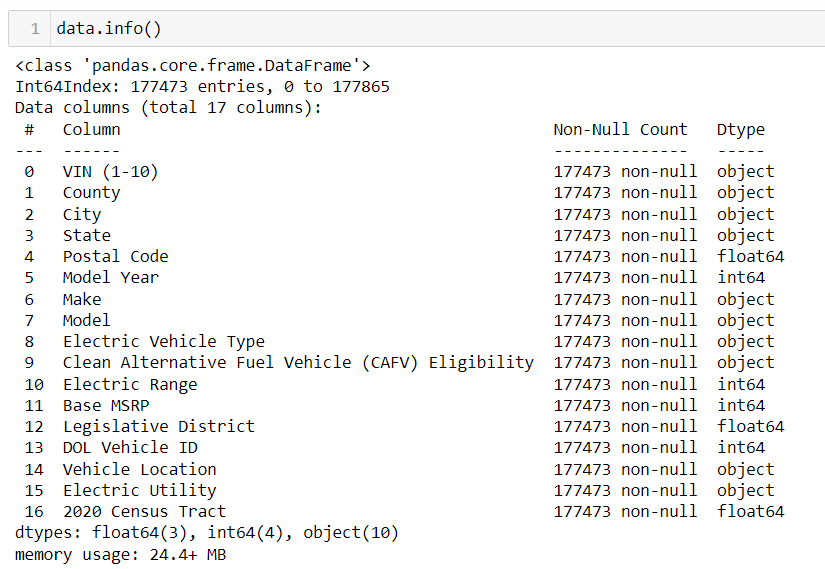 1 data.info()
<class 'pandas.core.frame.DataFrame'>
Int64Index: 177473 entries, 0 to 177865
Data columns (total 17 columns):
 #   Column                                             Non-Null Count   Dtype
---  ------                                             --------------   -----
 0   VIN (1-10)                                         177473 non-null  object
 1   County                                             177473 non-null  object
 2   City                                               177473 non-null  object
 3   State                                              177473 non-null  object
 4   Postal Code                                        177473 non-null  float64
 5   Model Year                                         177473 non-null  int64
 6   Make                                               177473 non-null  object
 7   Model                                              177473 non-null  object
 8   Electric Vehicle Type                              177473 non-null  object
 9   Clean Alternative Fuel Vehicle (CAFV) Eligibility  177473 non-null  object
 10  Electric Range                                     177473 non-null  int64
 11  Base MSRP                                          177473 non-null  int64
 12  Legislative District                               177473 non-null  float64
 13  DOL Vehicle ID                                     177473 non-null  int64
 14  Vehicle Location                                   177473 non-null  object
 15  Electric Utility                                   177473 non-null  object
 16  2020 Census Tract                                  177473 non-null  float64
dtypes: float64(3), int64(4), object(10)
memory usage: 24.4+ MB